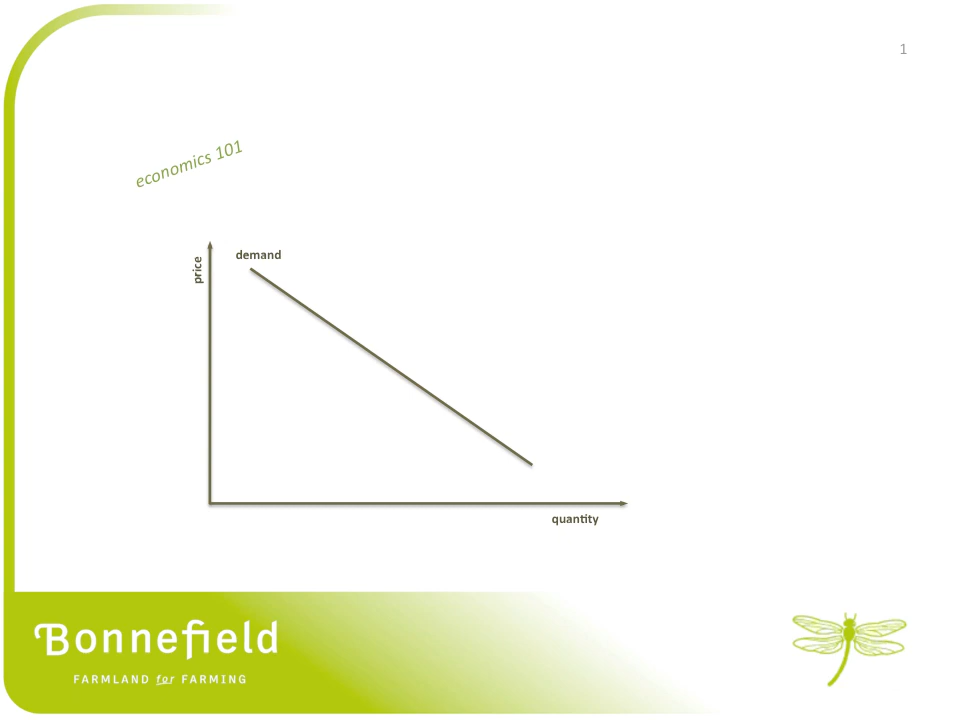 1
economics 101
demand
price
quantity
Bonnefield
FARMLAND for FARMING